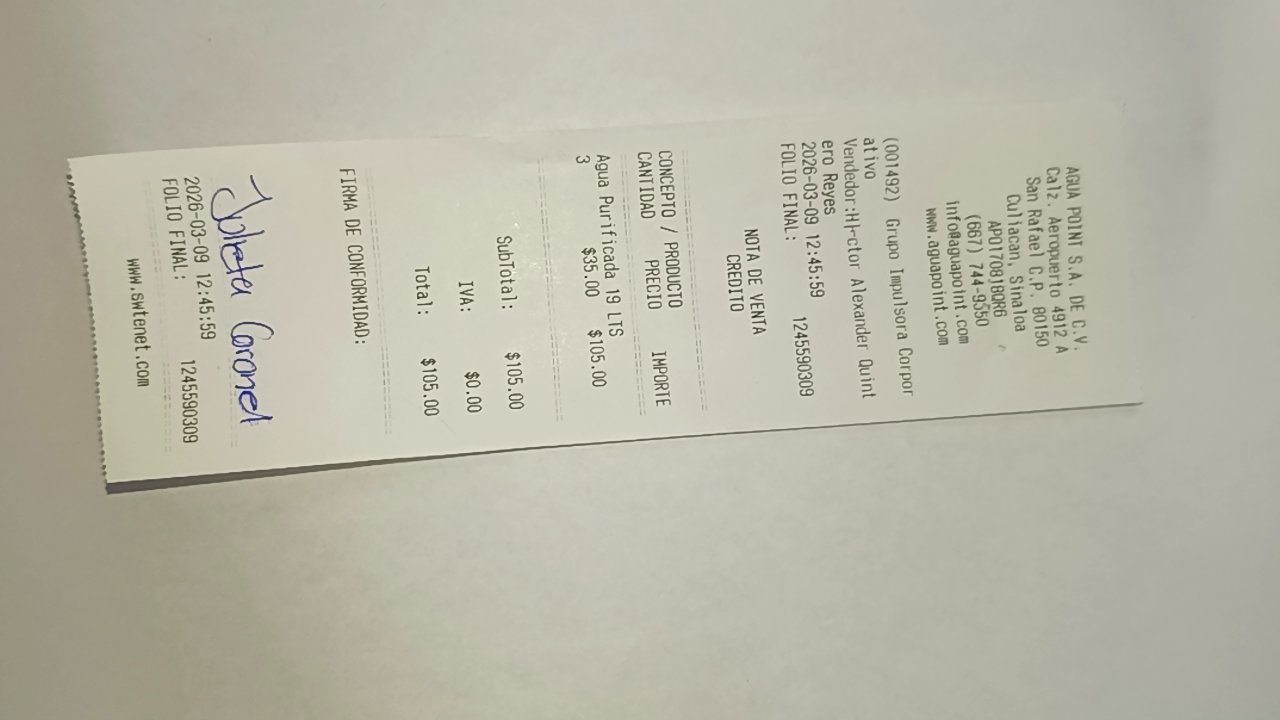 AGUA POINT S.A. DE C.V.
Calz. Aeropuerto 4912 A
San Rafael C.P. 80150
Culiacan, Sinaloa
APO170818QR6
(667) 744-9550
info@aguapoint.com
www.aguapoint.com
(001492) Grupo Impulsora Corpor
ativo
Vendedor:H├-ctor Alexander Quint
ero Reyes
2026-03-09 12:45:59 1245590309
FOLIO FINAL:
NOTA DE VENTA
CREDITO
CONCEPTO / PRODUCTO
CANTIDAD PRECIO IMPORTE
Agua Purificada 19 LTS
3 $35.00 $105.00
SubTotal: $105.00
IVA: $0.00
Total: $105.00
FIRMA DE CONFORMIDAD:
Julieta Coronel
2026-03-09 12:45:59
FOLIO FINAL: 1245590309
www.swtenet.com